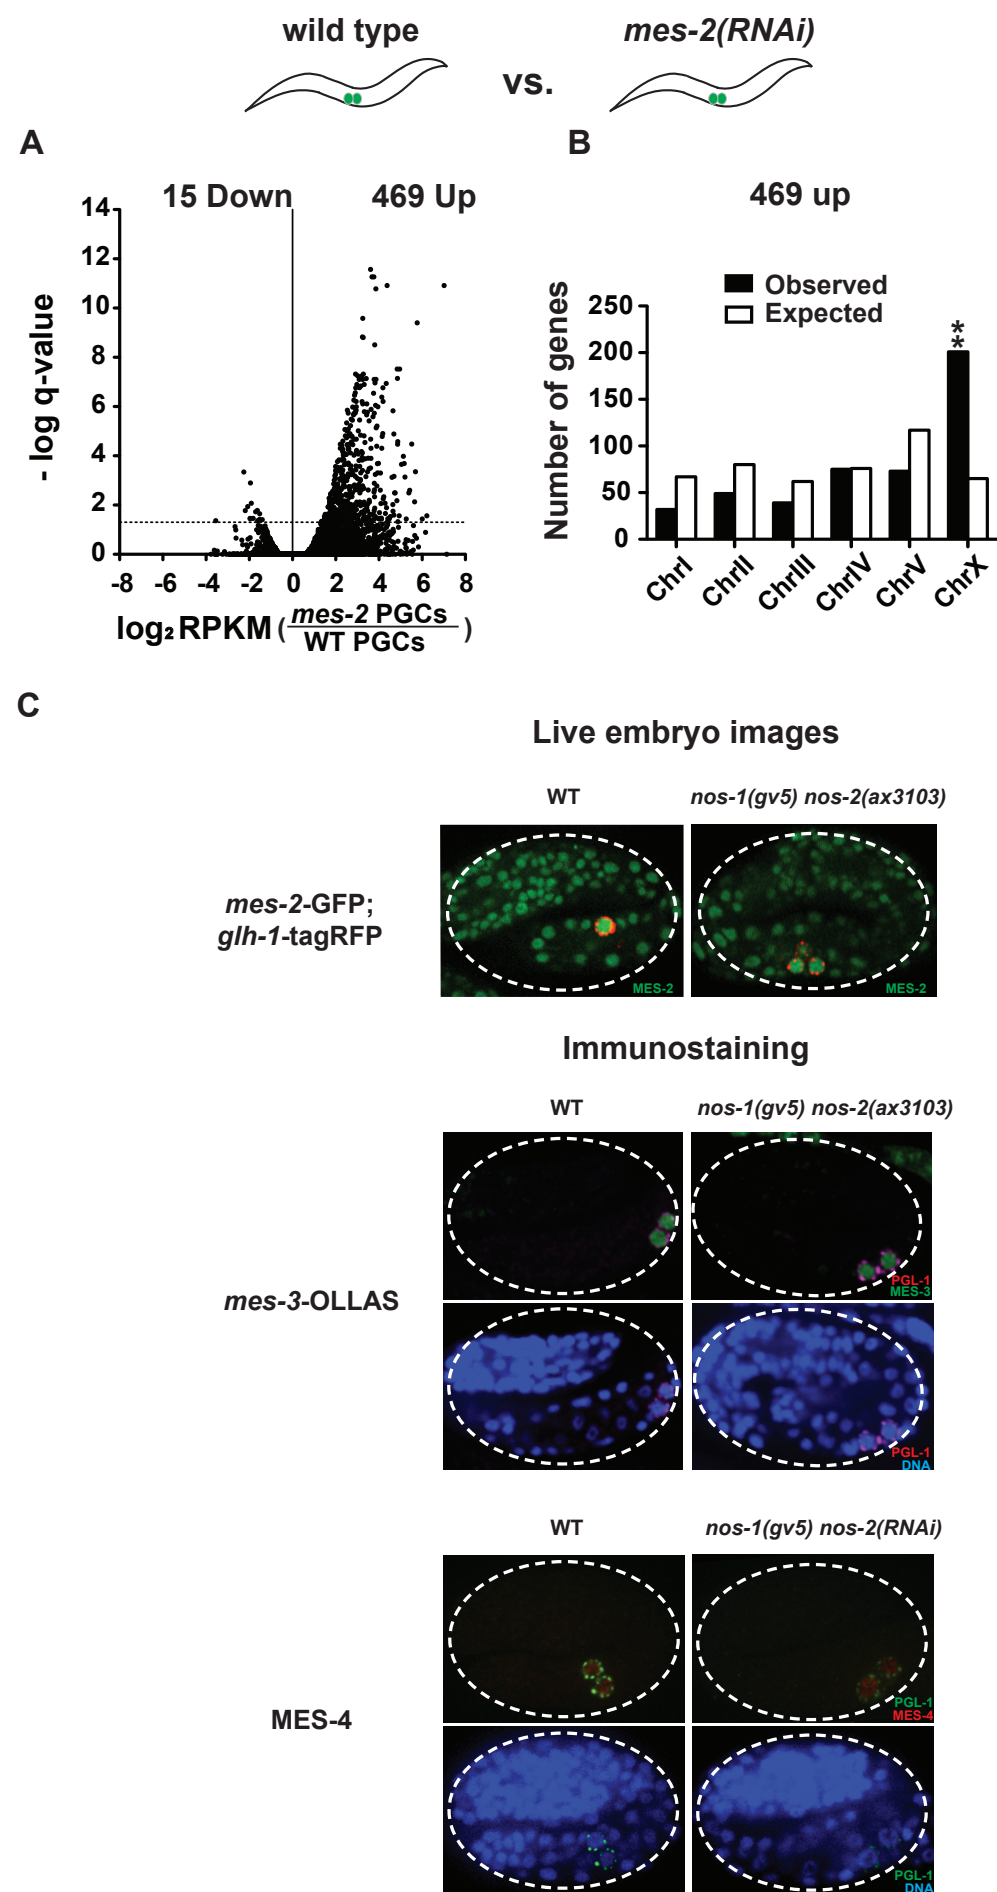 wild type
mes-2(RNAi)
vs.
A
B
15 Down
469 Up
469 up
14
12
10
8
6
4
2
0
- log q-value
-8
-6
-4
-2
0
2
4
6
8
log₂ RPKM ( mes-2 PGCs
WT PGCs )
Observed
Expected
250
200
150
100
50
0
Number of genes
**
ChrI
ChrII
ChrIII
ChrIV
ChrV
ChrX
C
Live embryo images
WT
nos-1(gv5) nos-2(ax3103)
mes-2-GFP;
glh-1-tagRFP
MES-2
MES-2
Immunostaining
WT
nos-1(gv5) nos-2(ax3103)
mes-3-OLLAS
PGL-1
MES-3
PGL-1
DNA
WT
nos-1(gv5) nos-2(RNAi)
MES-4
PGL-1
MES-4
PGL-1
DNA